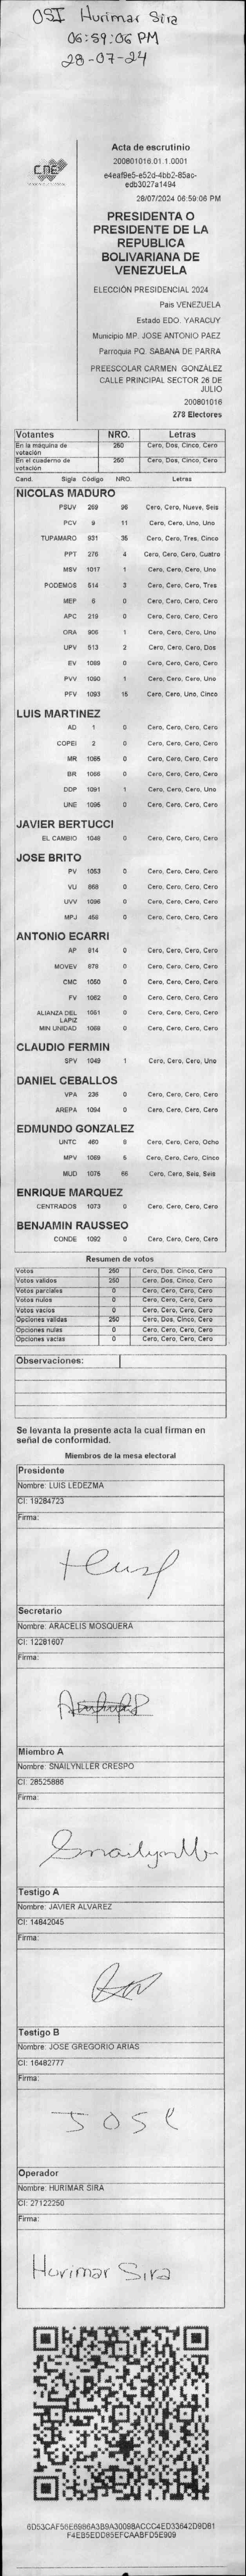 OSI Hurimar Sira
06:59:06 PM
28-07-24
CNE
Acta de escrutinio
200801016.01.1.0001
e4eaf9e5-e52d-4bb2-85ac-
edb3027a1494
28/07/2024 06:59:06 PM
PRESIDENTA O
PRESIDENTE DE LA
REPUBLICA
BOLIVARIANA DE
VENEZUELA
ELECCIÓN PRESIDENCIAL 2024
Pais VENEZUELA
Estado EDO. YARACUY
Municipio MP. JOSE ANTONIO PAEZ
Parroquia PQ. SABANA DE PARRA
PREESCOLAR CARMEN GONZÁLEZ
CALLE PRINCIPAL SECTOR 26 DE
JULIO
200801016
278 Electores
Votantes NRO. Letras
En la máquina de votación 250 Cero, Dos, Cinco, Cero
En el cuaderno de votación 250 Cero, Dos, Cinco, Cero
Cand. Sigla Código NRO. Letras
NICOLAS MADURO
PSUV 269 96 Cero, Cero, Nueve, Seis
PCV 9 11 Cero, Cero, Uno, Uno
TUPAMARO 931 35 Cero, Cero, Tres, Cinco
PPT 276 4 Cero, Cero, Cero, Cuatro
MSV 1017 1 Cero, Cero, Cero, Uno
PODEMOS 514 3 Cero, Cero, Cero, Tres
MEP 6 0 Cero, Cero, Cero, Cero
APC 219 0 Cero, Cero, Cero, Cero
ORA 906 1 Cero, Cero, Cero, Uno
UPV 513 2 Cero, Cero, Cero, Dos
EV 1089 0 Cero, Cero, Cero, Cero
PVV 1090 1 Cero, Cero, Cero, Uno
PFV 1093 15 Cero, Cero, Uno, Cinco
LUIS MARTINEZ
AD 1 0 Cero, Cero, Cero, Cero
COPEI 2 0 Cero, Cero, Cero, Cero
MR 1065 0 Cero, Cero, Cero, Cero
BR 1066 0 Cero, Cero, Cero, Cero
DDP 1091 1 Cero, Cero, Cero, Uno
UNE 1095 0 Cero, Cero, Cero, Cero
JAVIER BERTUCCI
EL CAMBIO 1048 0 Cero, Cero, Cero, Cero
JOSE BRITO
PV 1053 0 Cero, Cero, Cero, Cero
VU 868 0 Cero, Cero, Cero, Cero
UVV 1096 0 Cero, Cero, Cero, Cero
MPJ 456 0 Cero, Cero, Cero, Cero
ANTONIO ECARRI
AP 814 0 Cero, Cero, Cero, Cero
MOVEV 676 0 Cero, Cero, Cero, Cero
CMC 1050 0 Cero, Cero, Cero, Cero
FV 1062 0 Cero, Cero, Cero, Cero
ALIANZA DEL LAPIZ 1061 0 Cero, Cero, Cero, Cero
MIN UNIDAD 1068 0 Cero, Cero, Cero, Cero
CLAUDIO FERMIN
SPV 1049 1 Cero, Cero, Cero, Uno
DANIEL CEBALLOS
VPA 238 0 Cero, Cero, Cero, Cero
AREPA 1094 0 Cero, Cero, Cero, Cero
EDMUNDO GONZALEZ
UNTC 460 8 Cero, Cero, Cero, Ocho
MPV 1069 5 Cero, Cero, Cero, Cinco
MUD 1075 66 Cero, Cero, Seis, Seis
ENRIQUE MARQUEZ
CENTRADOS 1073 0 Cero, Cero, Cero, Cero
BENJAMIN RAUSSEO
CONDE 1092 0 Cero, Cero, Cero, Cero
Resumen de votos
Votos 250 Cero, Dos, Cinco, Cero
Votos validos 250 Cero, Dos, Cinco, Cero
Votos parciales 0 Cero, Cero, Cero, Cero
Votos nulos 0 Cero, Cero, Cero, Cero
Votos vacios 0 Cero, Cero, Cero, Cero
Opciones validas 250 Cero, Dos, Cinco, Cero
Opciones nulas 0 Cero, Cero, Cero, Cero
Opciones vacias 0 Cero, Cero, Cero, Cero
Observaciones:
Se levanta la presente acta la cual firman en
señal de conformidad.
Miembros de la mesa electoral
Presidente
Nombre: LUIS LEDEZMA
CI: 19284723
Firma:
Secretario
Nombre: ARACELIS MOSQUERA
CI: 12281607
Firma:
Miembro A
Nombre: SNAILYNLLER CRESPO
CI: 28525886
Firma:
Testigo A
Nombre: JAVIER ALVAREZ
CI: 14842045
Firma:
Testigo B
Nombre: JOSE GREGORIO ARIAS
CI: 16482777
Firma:
JOSE
Operador
Nombre: HURIMAR SIRA
CI: 27122250
Firma:
Hurimar Sira
6D53CAF56E6986A3B9A30098ACCC4ED33642D9D61
F4EB5EDD85EFCAABFD5E909